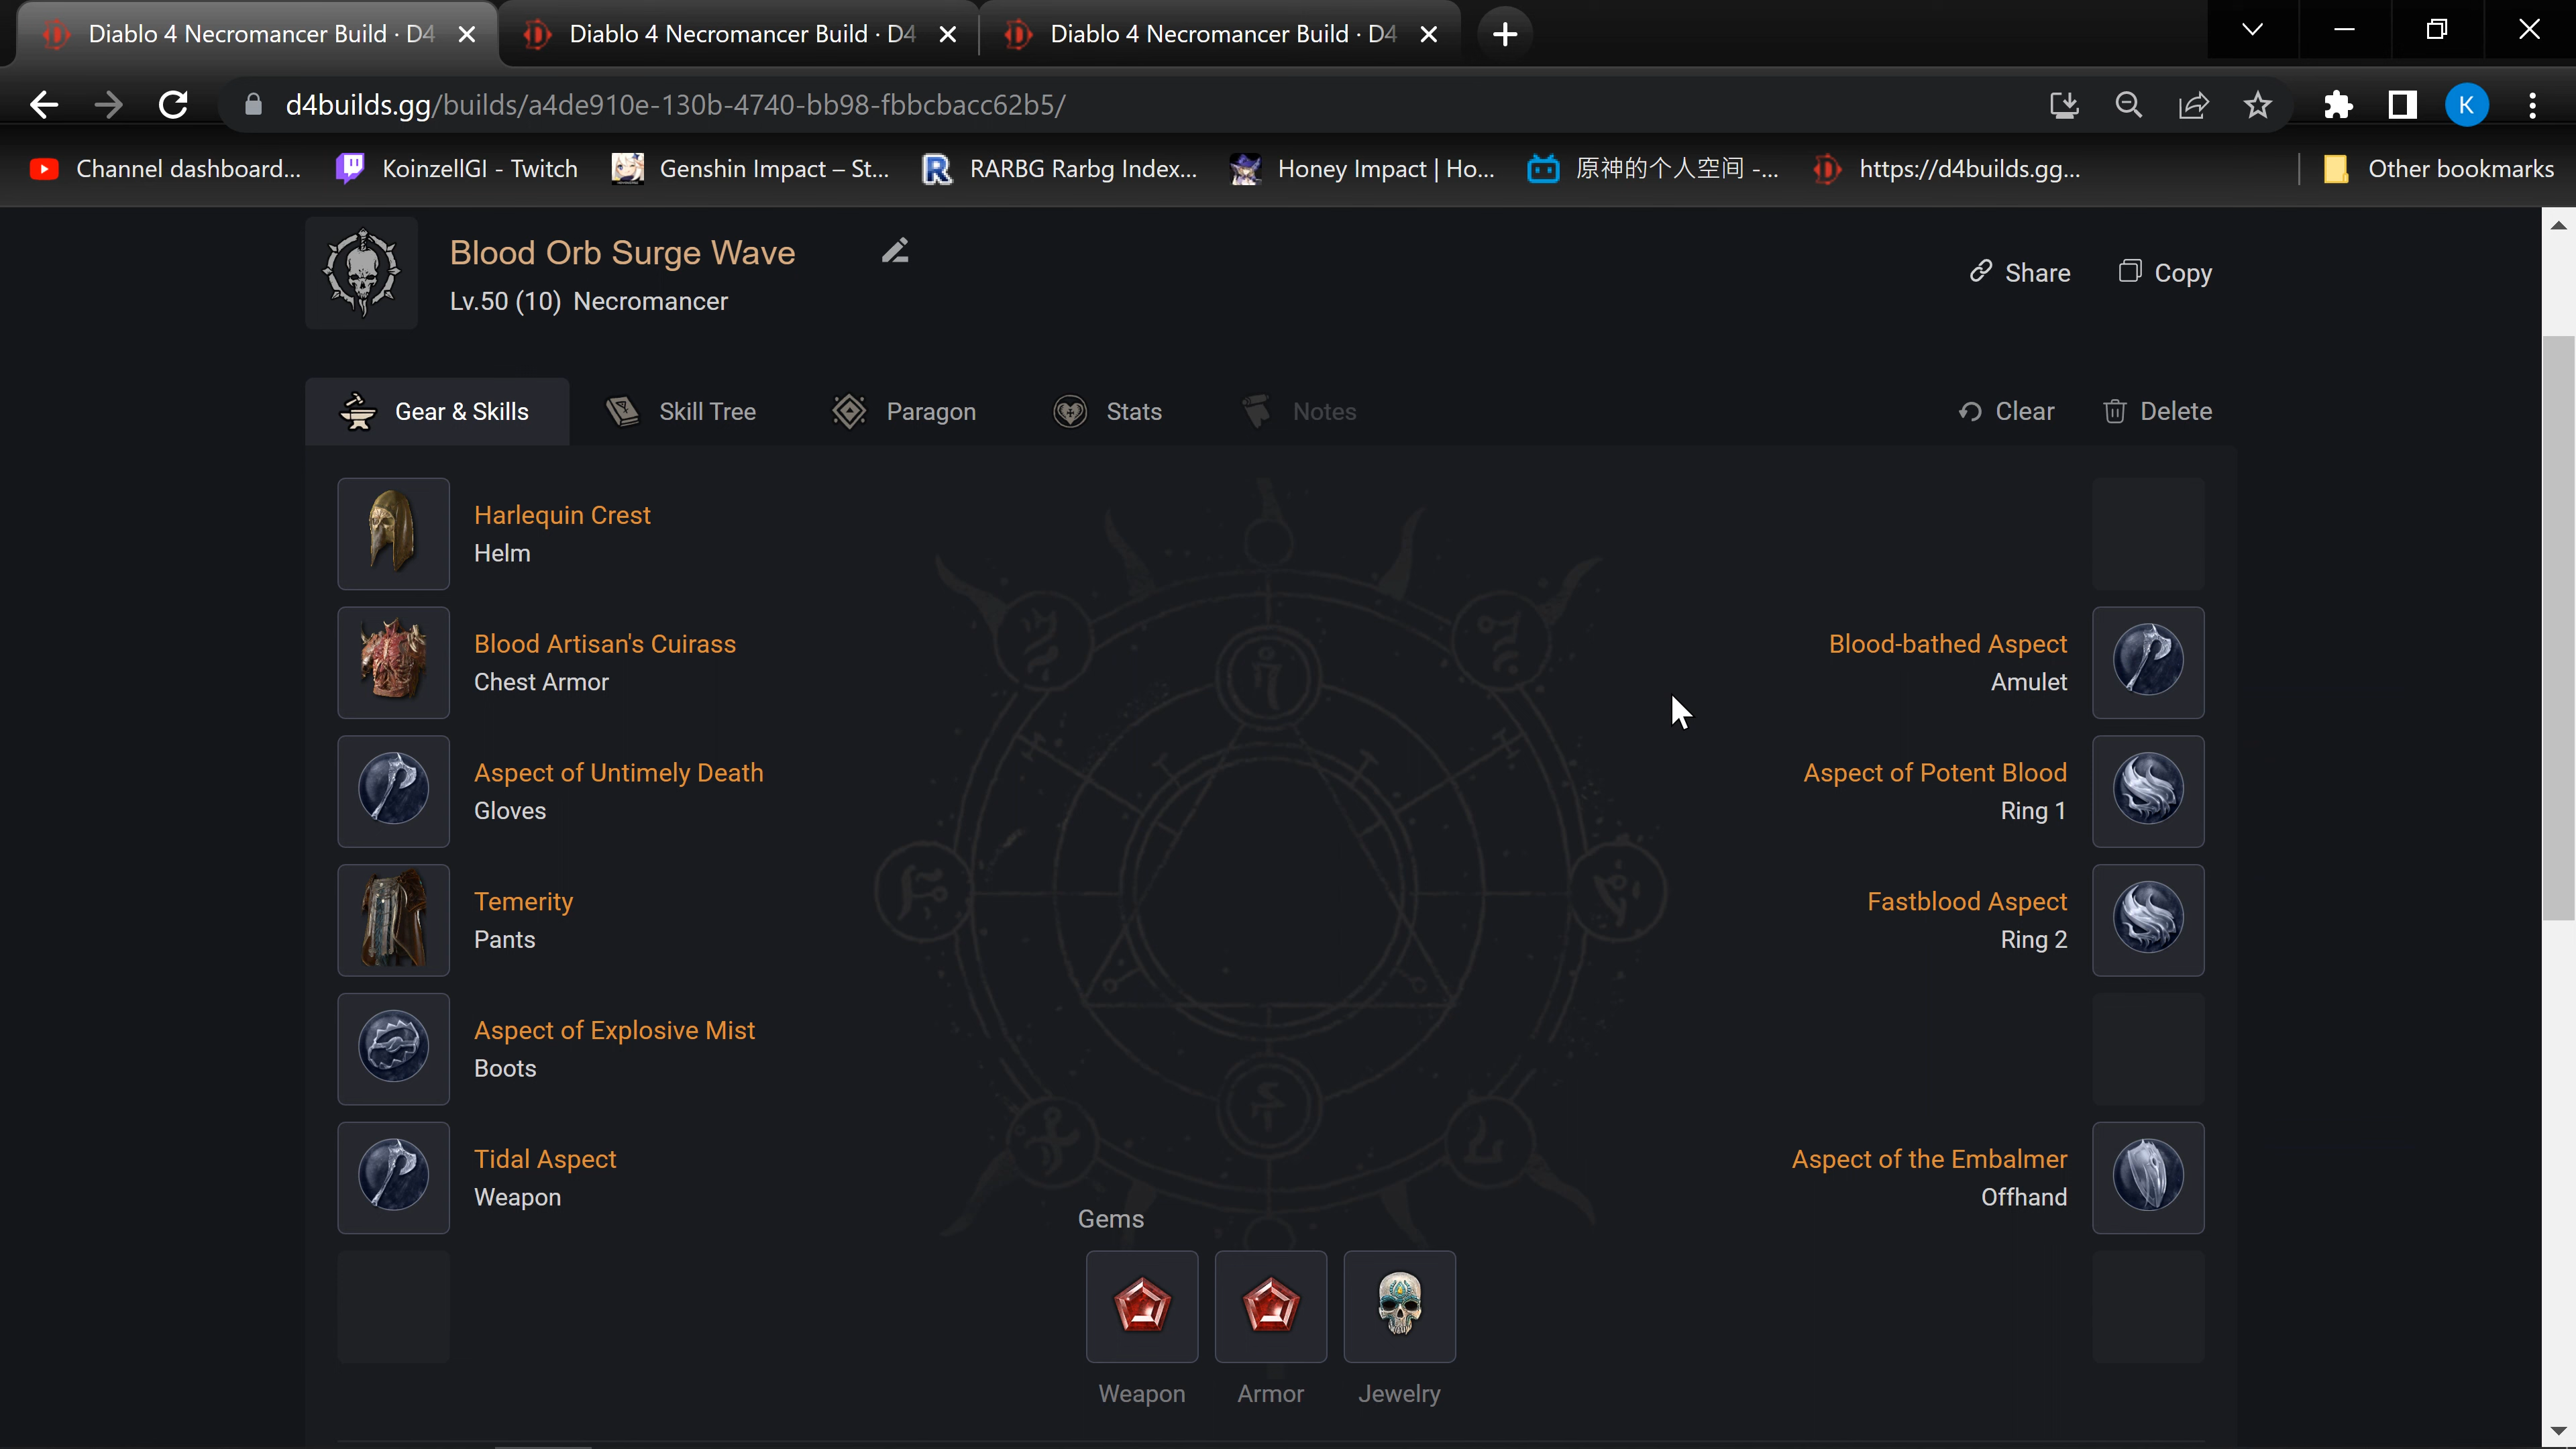 Diablo 4 Necromancer Build · D4
Diablo 4 Necromancer Build · D4
Diablo 4 Necromancer Build · D4
d4builds.gg/builds/a4de910e-130b-4740-bb98-fbbcbacc62b5/
K
Channel dashboard...
KoinzellGI - Twitch
Genshin Impact – St...
RARBG Rarbg Index...
Honey Impact | Ho...
原神的个人空间 -...
https://d4builds.gg...
Other bookmarks
Blood Orb Surge Wave
Lv.50 (10) Necromancer
Share
Copy
Gear & Skills
Skill Tree
Paragon
Stats
Notes
Clear
Delete
Harlequin Crest
Helm
Blood Artisan's Cuirass
Chest Armor
Blood-bathed Aspect
Amulet
Aspect of Untimely Death
Gloves
Aspect of Potent Blood
Ring 1
Temerity
Pants
Fastblood Aspect
Ring 2
Aspect of Explosive Mist
Boots
Tidal Aspect
Weapon
Aspect of the Embalmer
Offhand
Gems
Weapon
Armor
Jewelry